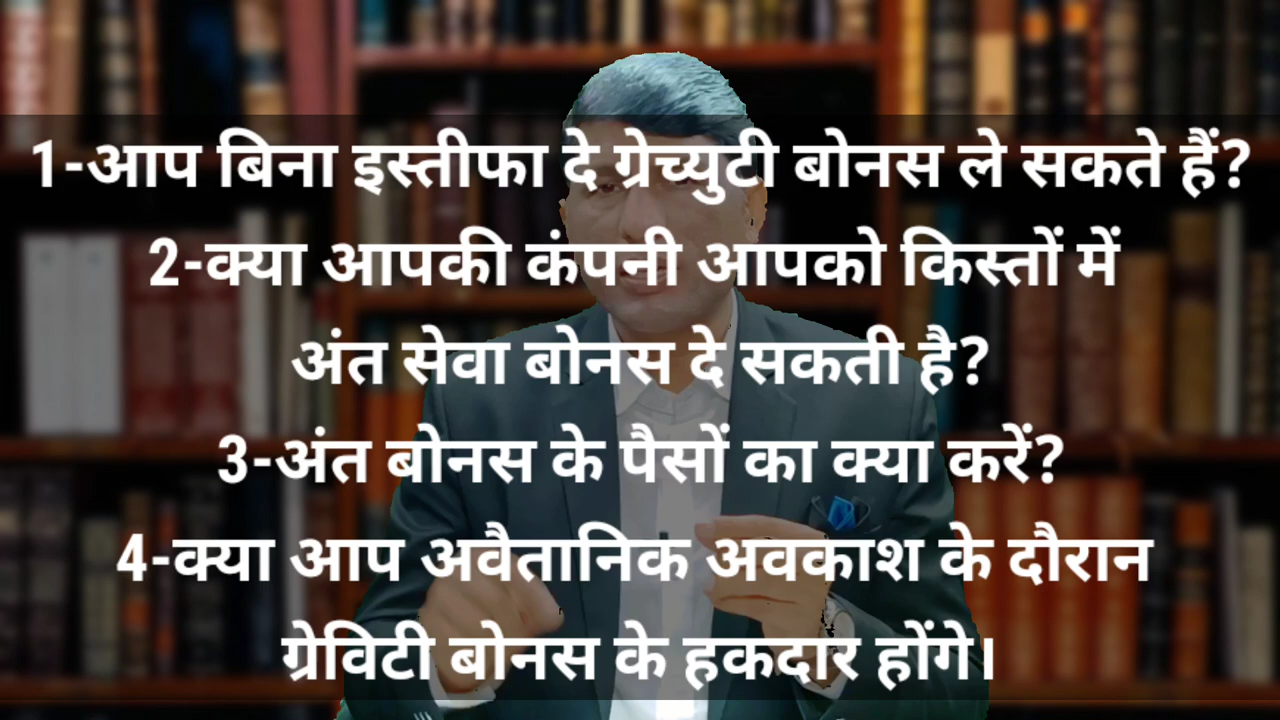 1-आप बिना इस्तीफा दे ग्रेच्युटी बोनस ले सकते हैं?
2-क्या आपकी कंपनी आपको किस्तों में
अंत सेवा बोनस दे सकती है?
3-अंत बोनस के पैसों का क्या करें?
4-क्या आप अवैतानिक अवकाश के दौरान
ग्रेविटी बोनस के हकदार होंगे।